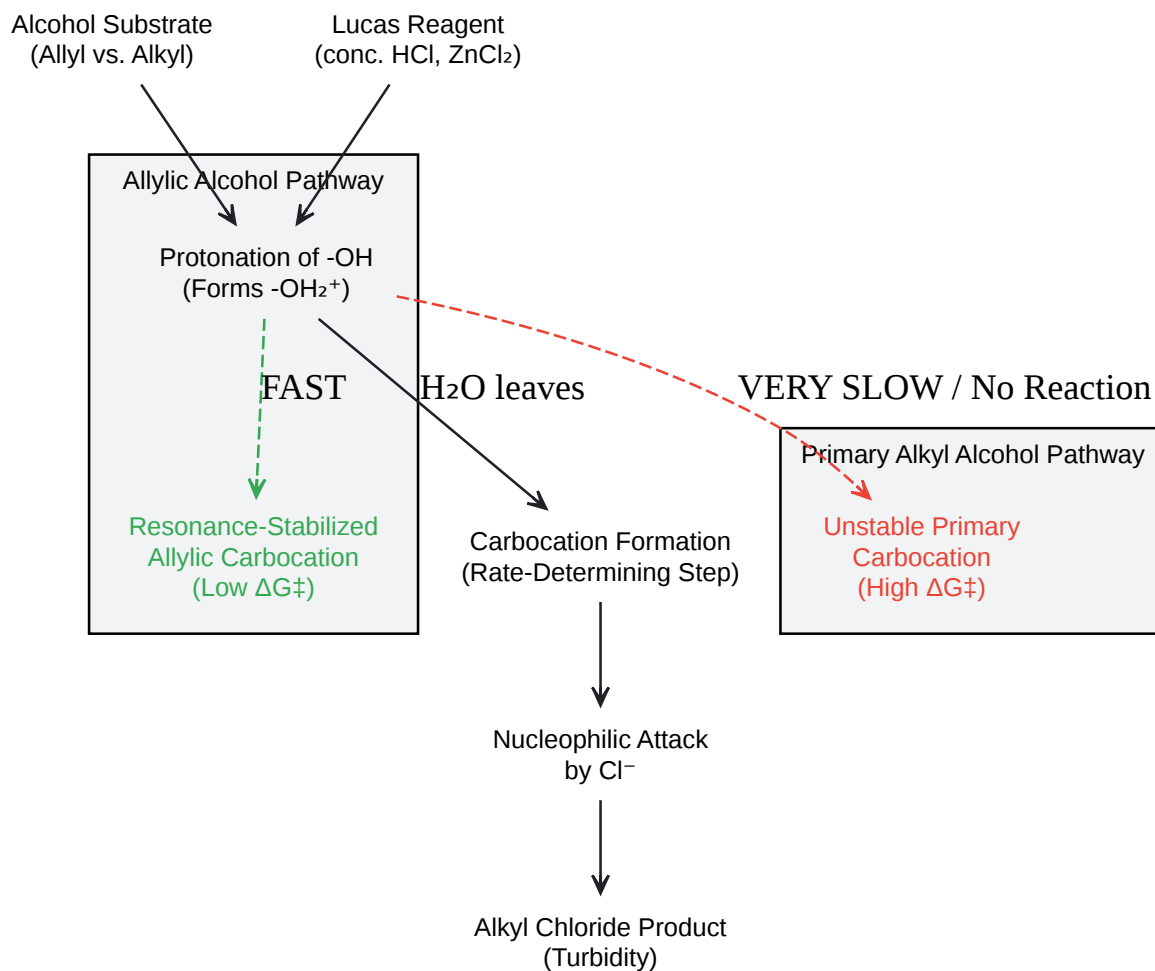 Alcohol Substrate
(Allyl vs. Alkyl)
Lucas Reagent
(conc. HCl, ZnCl₂)
Allylic Alcohol Pathway
Protonation of -OH
(Forms -OH₂⁺)
FAST
H₂O leaves
VERY SLOW / No Reaction
Primary Alkyl Alcohol Pathway
Resonance-Stabilized
Allylic Carbocation
(Low ΔG‡)
Carbocation Formation
(Rate-Determining Step)
Unstable Primary
Carbocation
(High ΔG‡)
Nucleophilic Attack
by Cl⁻
Alkyl Chloride Product
(Turbidity)